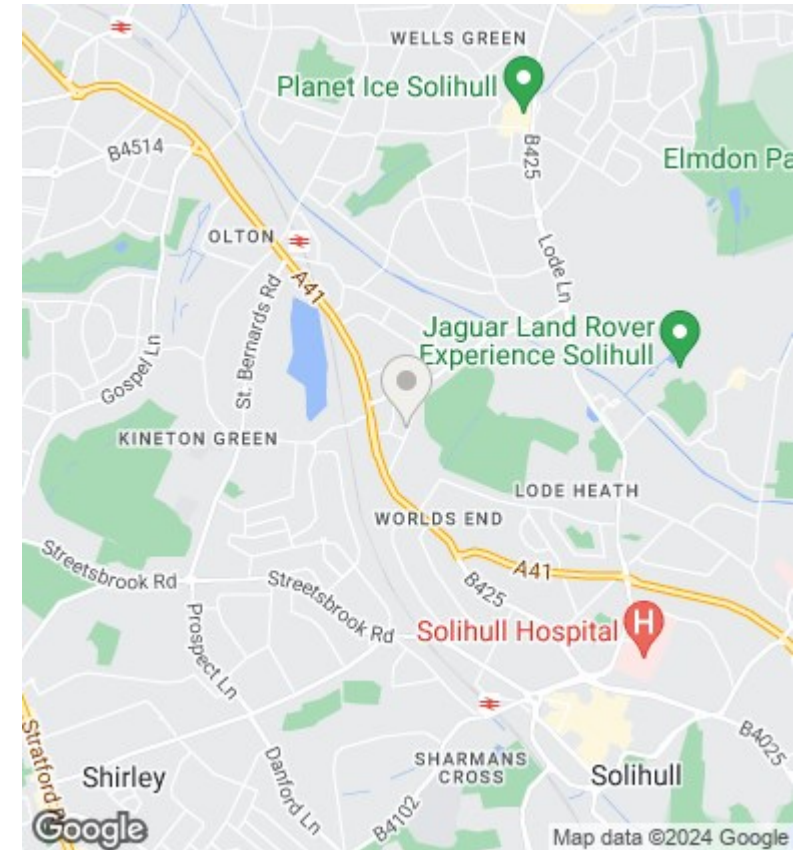 WELLS GREEN
Planet Ice Solihull
B4514
B425
Elmdon Pa
OLTON
Lode Ln
A41
St. Bernards Rd
Jaguar Land Rover
Experience Solihull
Gospel Ln
KINETON GREEN
LODE HEATH
WORLDS END
Streetsbrook Rd
Streetsbrook Rd
A41
B425
Prospect Ln
Solihull Hospital
H
Stratford R
B4025
Shirley
Danford Ln
SHARMANS
CROSS
Solihull
B4102
Google
Map data ©2024 Google